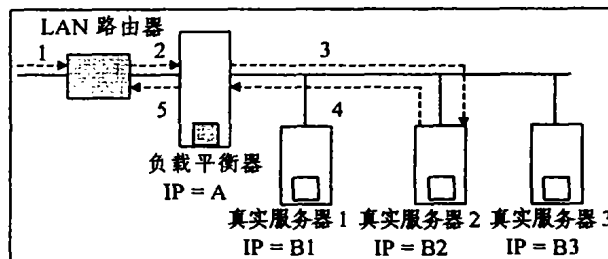 LAN 路由器
1
2
3
5
4
负载平衡器
IP = A
真实服务器 1
真实服务器 2
真实服务器 3
IP = B1
IP = B2
IP = B3